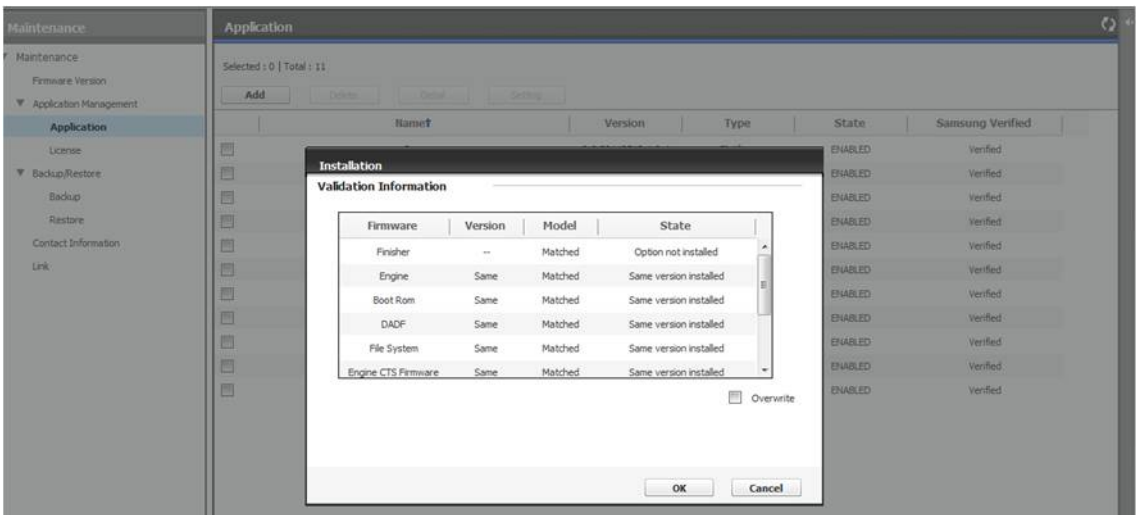 Maintenance
Maintenance
Firmware Version
Application Management
Application
License
Backup/Restore
Backup
Restore
Contact Information
Link
Application
Selected : 0 | Total : 11
Add Delete Detail Setting
Name Version Type State Samsung Verified
ENABLED Verified
ENABLED Verified
ENABLED Verified
ENABLED Verified
ENABLED Verified
ENABLED Verified
ENABLED Verified
ENABLED Verified
ENABLED Verified
ENABLED Verified
ENABLED Verified
Installation
Validation Information
Firmware Version Model State
Finisher -- Matched Option not installed
Engine Same Matched Same version installed
Boot Rom Same Matched Same version installed
DADF Same Matched Same version installed
File System Same Matched Same version installed
Engine CTS Firmware Same Matched Same version installed
Overwrite
OK Cancel